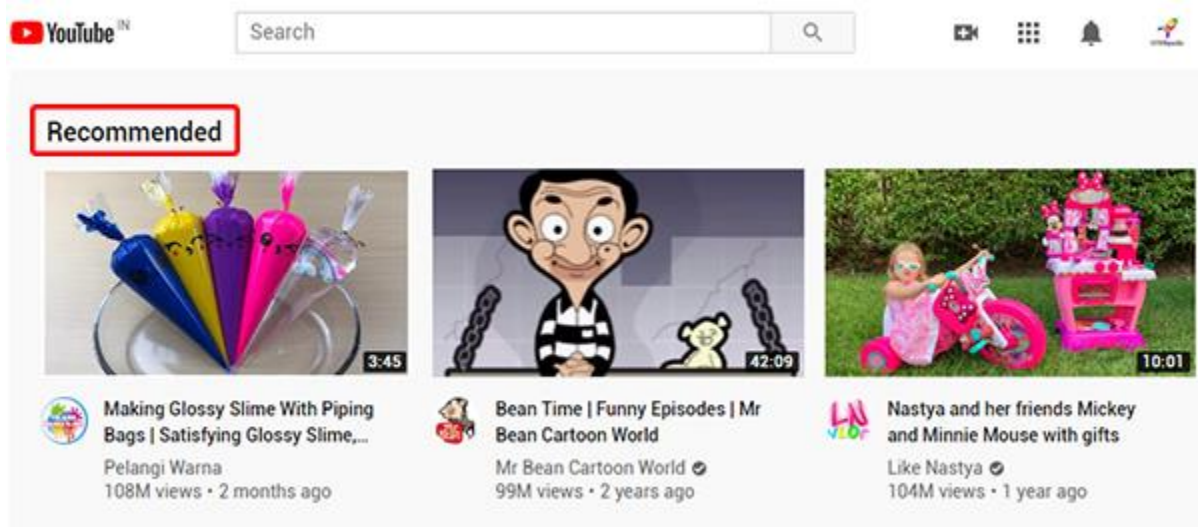 YouTube IN
Search
Recommended
3:45
42:09
10:01
Making Glossy Slime With Piping
Bags | Satisfying Glossy Slime,...
Pelangi Warna
108M views • 2 months ago
Bean Time | Funny Episodes | Mr
Bean Cartoon World
Mr Bean Cartoon World
99M views • 2 years ago
LN
Nastya and her friends Mickey
and Minnie Mouse with gifts
Like Nastya
104M views • 1 year ago